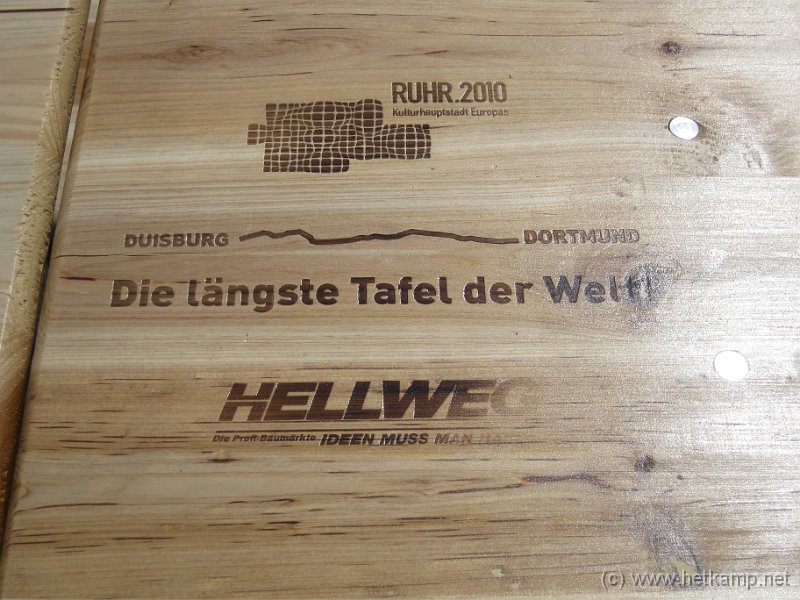 RUHR.2010
Kulturhauptstadt Europas
DUISBURG DORTMUND
Die längste Tafel der Welt!
HELLWEG
Die Profi-Baumärkte IDEEN MUSS MAN
(c) www.hetkamp.net